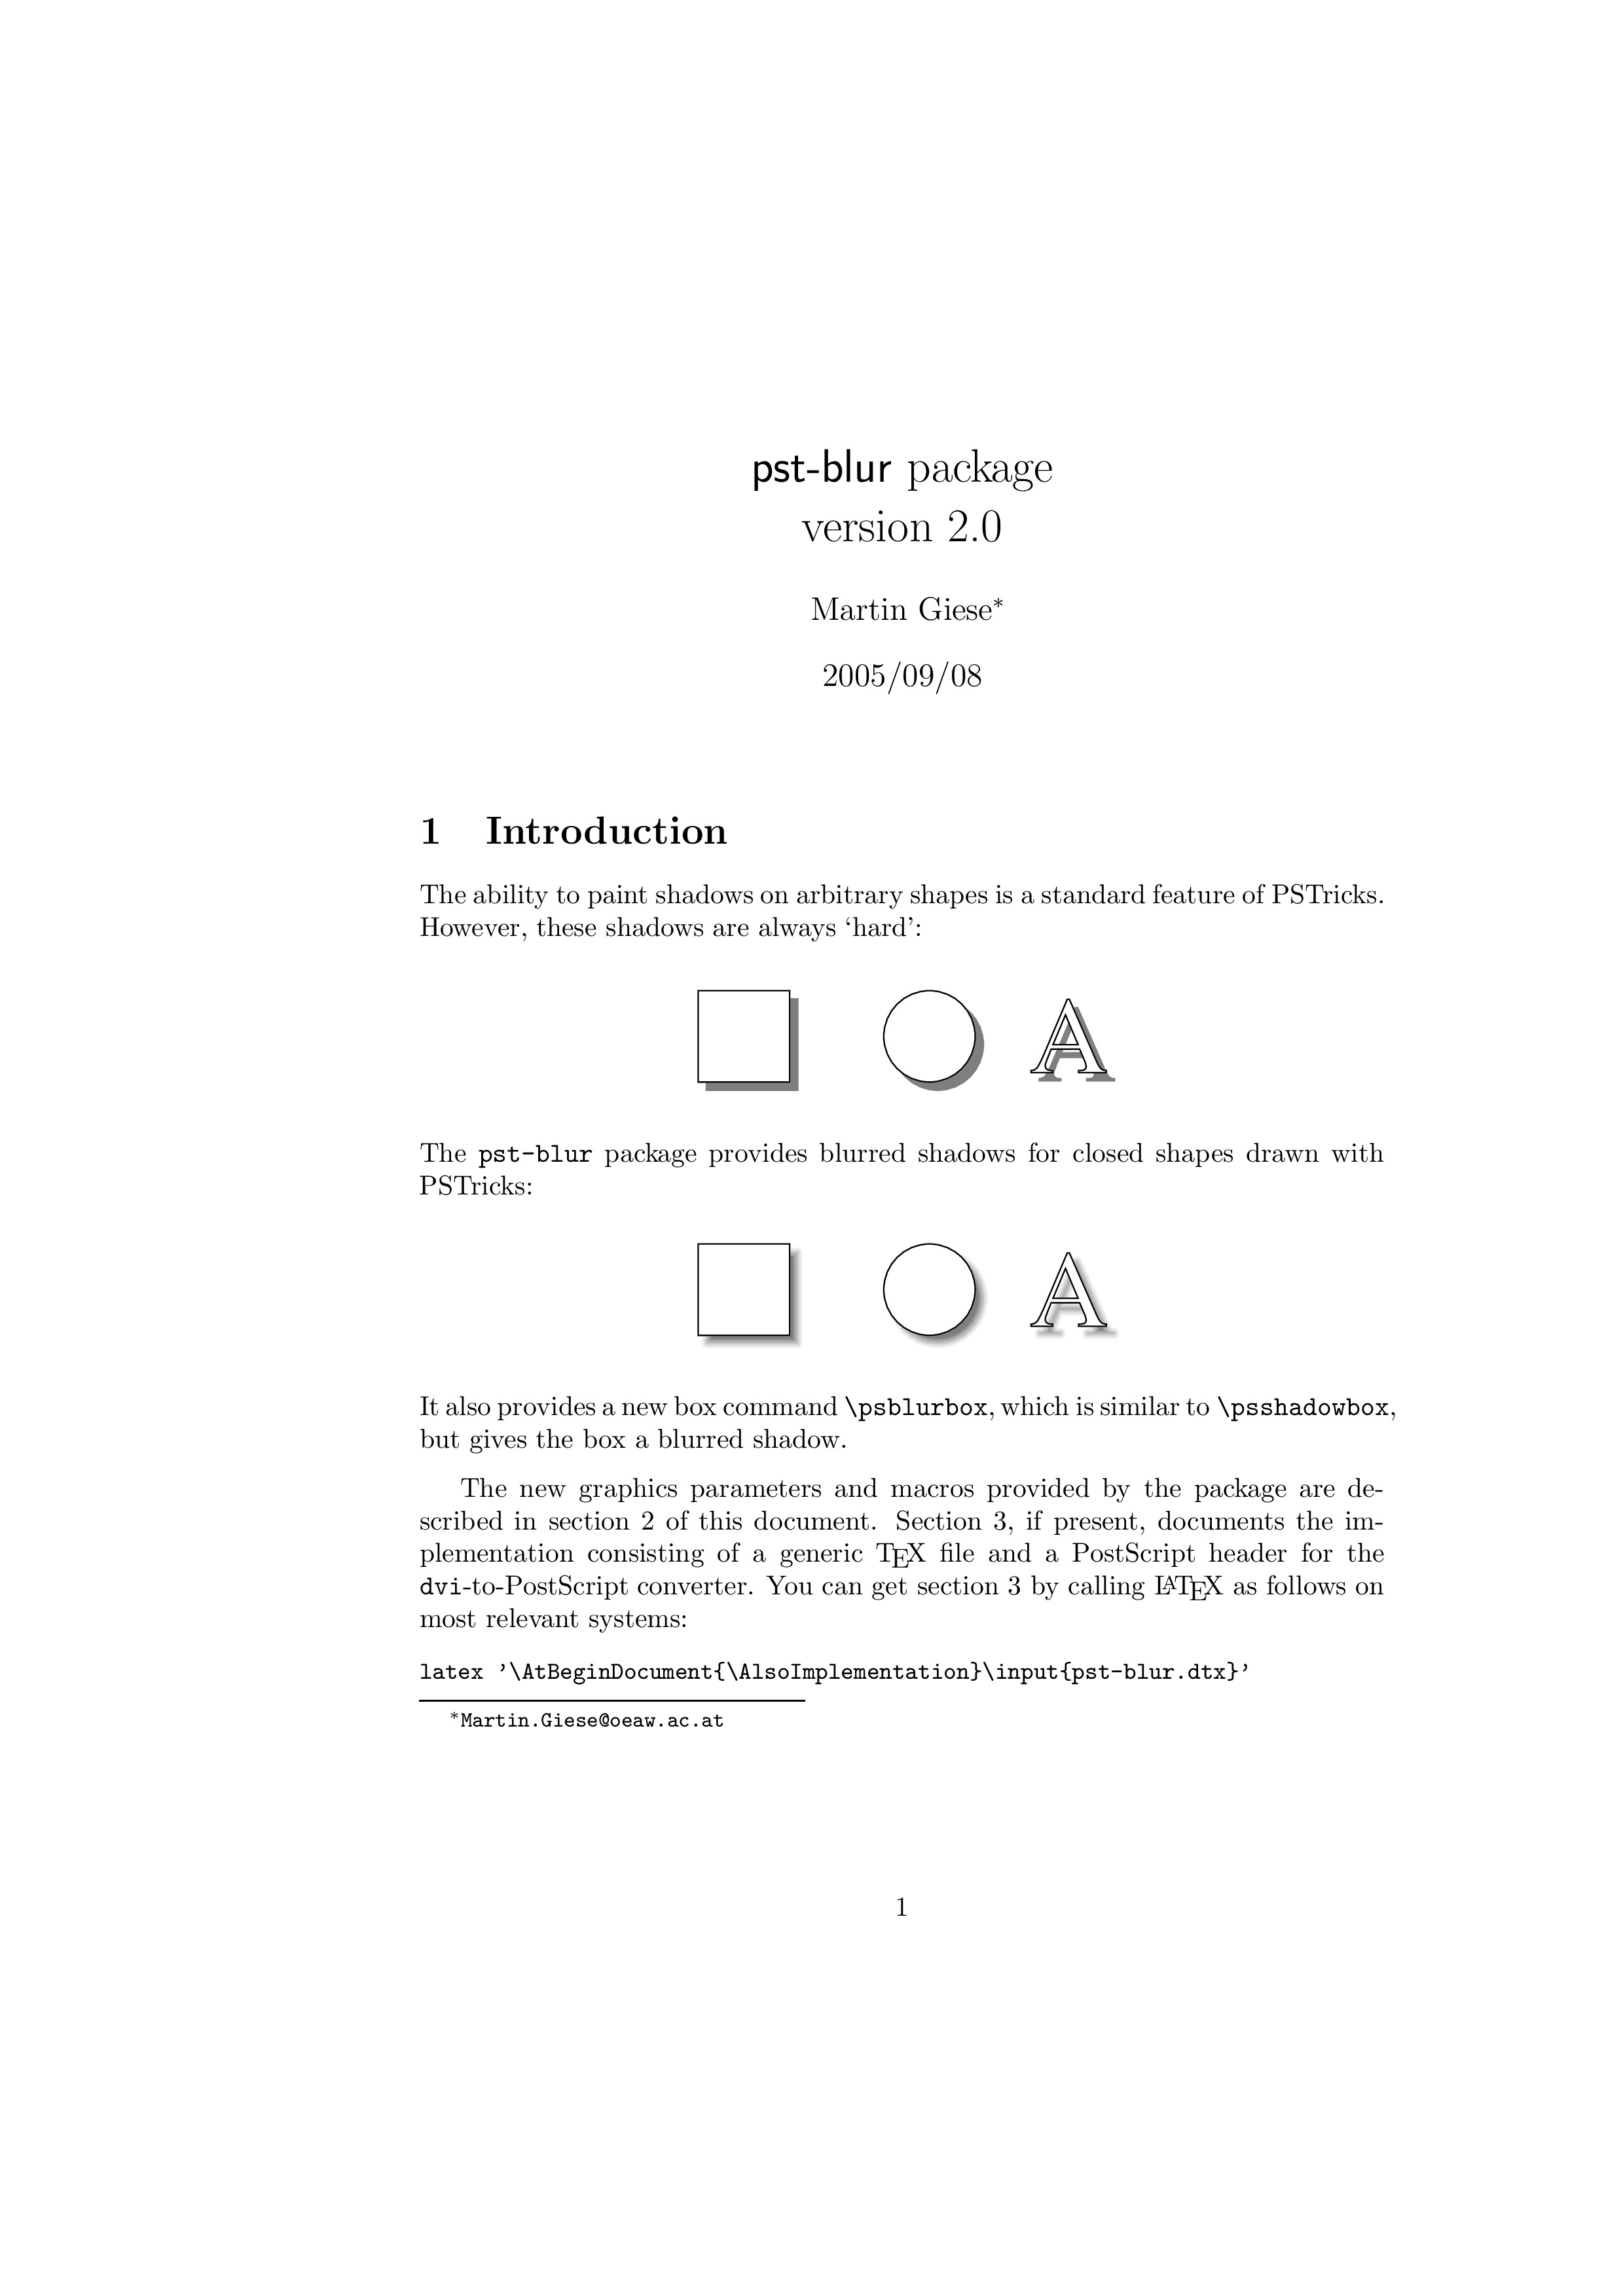 pst-blur package
version 2.0
Martin Giese*
2005/09/08
1 Introduction
The ability to paint shadows on arbitrary shapes is a standard feature of PSTricks.
However, these shadows are always ‘hard’:
A
The pst-blur package provides blurred shadows for closed shapes drawn with
PSTricks:
A
It also provides a new box command \psblurbox, which is similar to \psshadowbox,
but gives the box a blurred shadow.
The new graphics parameters and macros provided by the package are de-
scribed in section 2 of this document. Section 3, if present, documents the im-
plementation consisting of a generic TEX file and a PostScript header for the
dvi-to-PostScript converter. You can get section 3 by calling LATEX as follows on
most relevant systems:
latex ’\AtBeginDocument{\AlsoImplementation}\input{pst-blur.dtx}’
*Martin.Giese@oeaw.ac.at
1